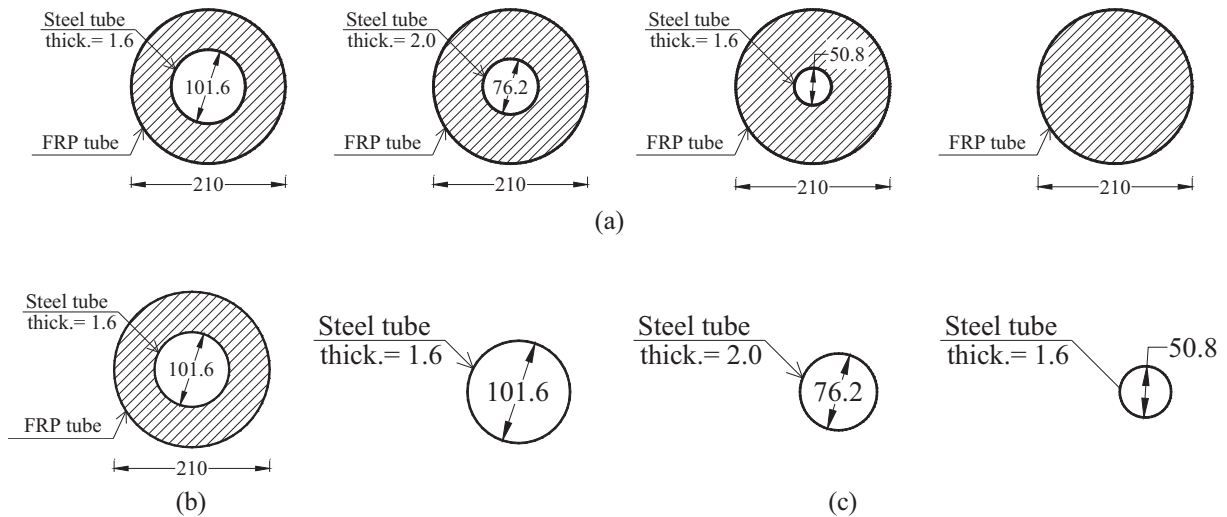 Steel tube
thick.= 1.6
101.6
FRP tube
210
Steel tube
thick.= 2.0
76.2
FRP tube
210
Steel tube
thick.= 1.6
50.8
FRP tube
210
FRP tube
210
(a)
Steel tube
thick.= 1.6
101.6
FRP tube
210
(b)
Steel tube
thick.= 1.6
101.6
Steel tube
thick.= 2.0
76.2
Steel tube
thick.= 1.6
50.8
(c)